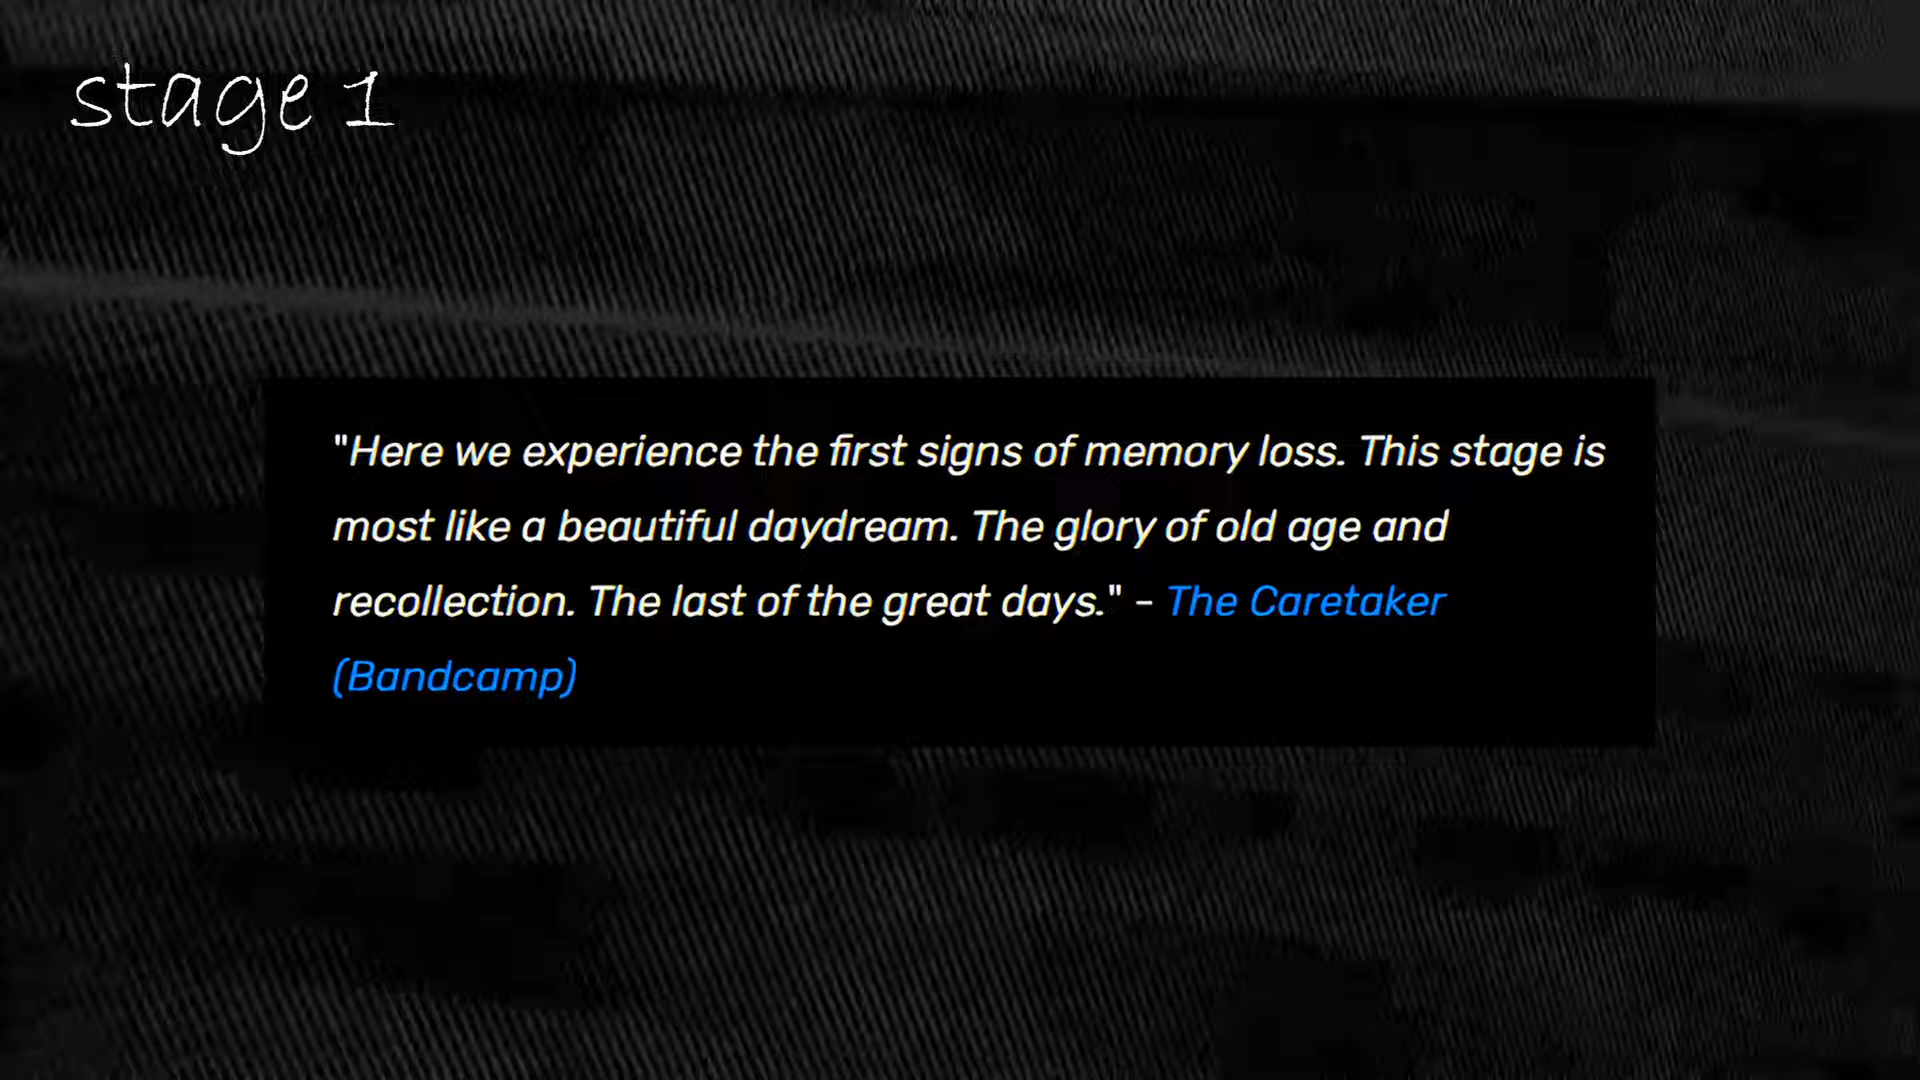 stage 1
"Here we experience the first signs of memory loss. This stage is
most like a beautiful daydream. The glory of old age and
recollection. The last of the great days." - The Caretaker
(Bandcamp)